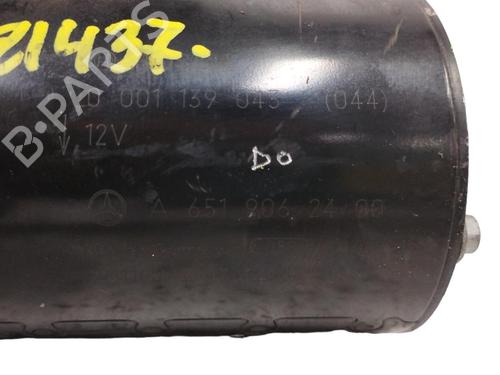 21437.
0 001 139 043 (044)
12V
DO
A 651 906 24 00
B-PARTS